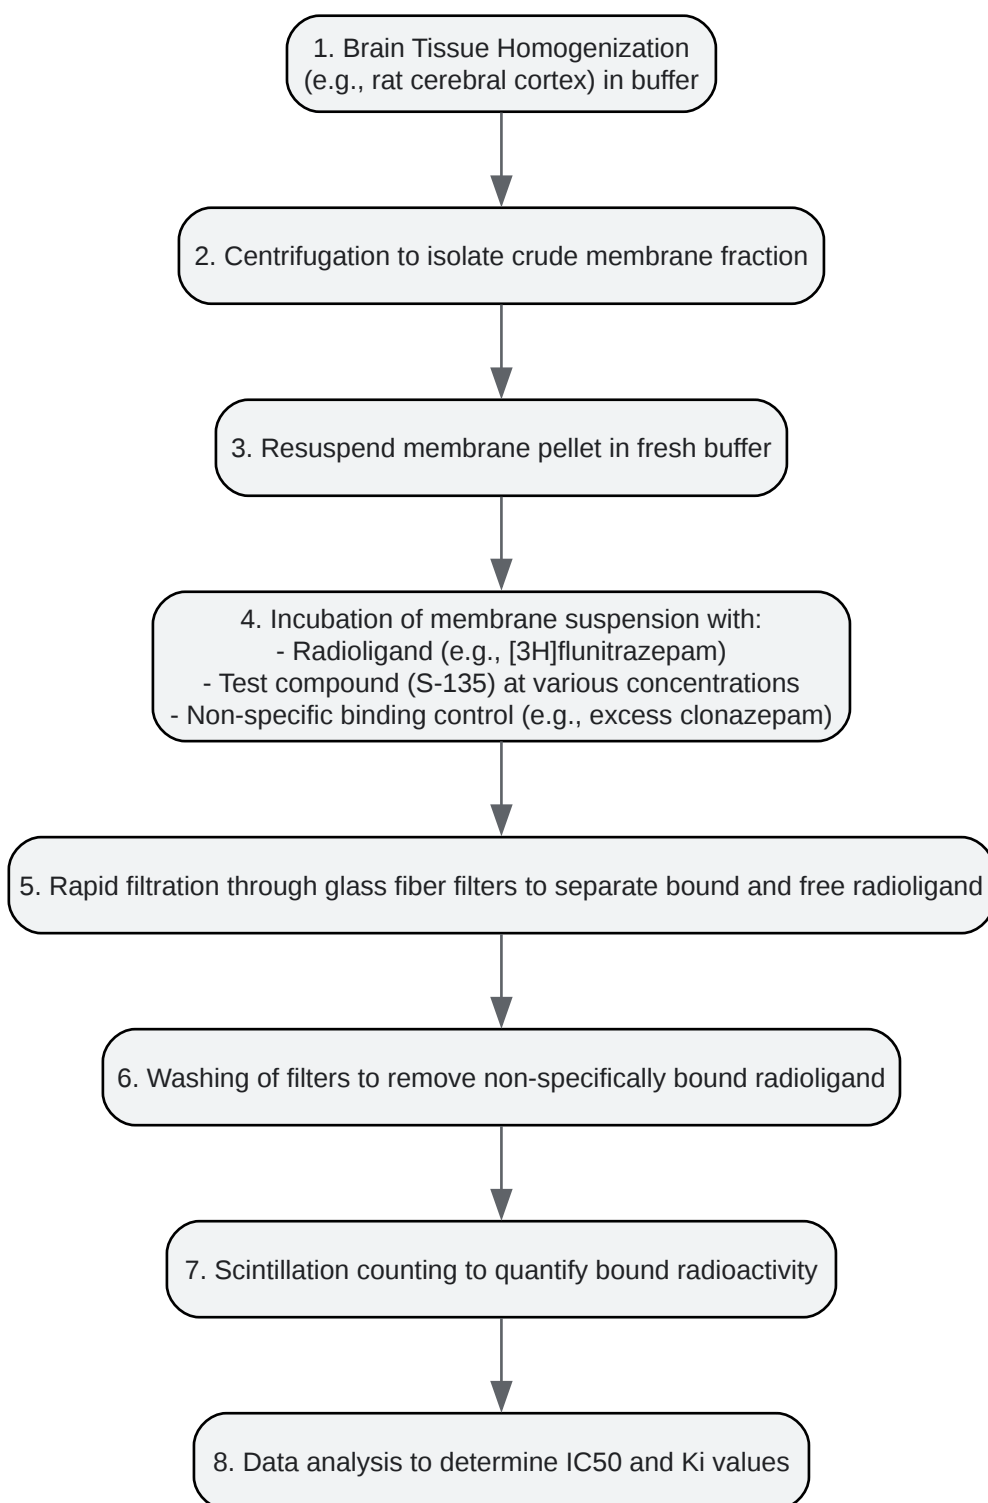 1. Brain Tissue Homogenization
(e.g., rat cerebral cortex) in buffer
2. Centrifugation to isolate crude membrane fraction
3. Resuspend membrane pellet in fresh buffer
4. Incubation of membrane suspension with:
- Radioligand (e.g., [3H]flunitrazepam)
- Test compound (S-135) at various concentrations
- Non-specific binding control (e.g., excess clonazepam)
5. Rapid filtration through glass fiber filters to separate bound and free radioligand
6. Washing of filters to remove non-specifically bound radioligand
7. Scintillation counting to quantify bound radioactivity
8. Data analysis to determine IC50 and Ki values